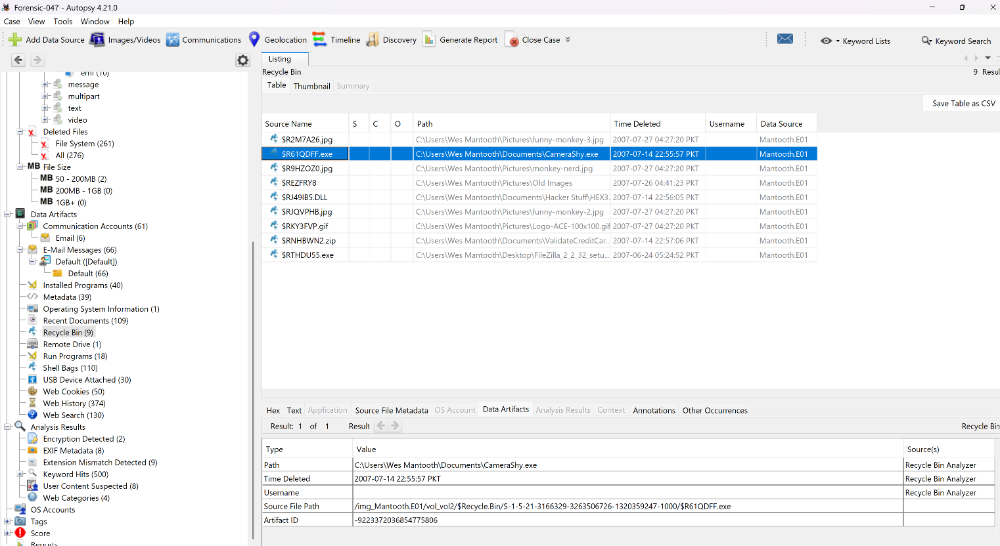 Forensic-047 - Autopsy 4.21.0
Case View Tools Window Help
Add Data Source Images/Videos Communications Geolocation Timeline Discovery Generate Report Close Case Keyword Lists Keyword Search
Listing
Recycle Bin
9 Resul
Table Thumbnail Summary
Save Table as CSV
Source Name S C O Path Time Deleted Username Data Source
$R2M7A26.jpg C:\Users\Wes Mantooth\Pictures\funny-monkey-3.jpg 2007-07-27 04:27:20 PKT Mantooth.E01
$R61QDFF.exe C:\Users\Wes Mantooth\Documents\CameraShy.exe 2007-07-14 22:55:57 PKT Mantooth.E01
$R9HZOZ0.jpg C:\Users\Wes Mantooth\Pictures\monkey-nerd.jpg 2007-07-27 04:27:20 PKT Mantooth.E01
$REZFRY8 C:\Users\Wes Mantooth\Pictures\Old Images 2007-07-26 04:41:23 PKT Mantooth.E01
$RJ49IB5.DLL C:\Users\Wes Mantooth\Documents\Hacker Stuff\HEX3. 2007-07-14 22:56:05 PKT Mantooth.E01
$RJQVPHB.jpg C:\Users\Wes Mantooth\Pictures\funny-monkey-2.jpg 2007-07-27 04:27:20 PKT Mantooth.E01
$RKY3FVP.gif C:\Users\Wes Mantooth\Pictures\Logo-ACE-100x100.gif 2007-07-27 04:27:20 PKT Mantooth.E01
$RNHBWN2.zip C:\Users\Wes Mantooth\Documents\ValidateCreditCar... 2007-07-14 22:57:06 PKT Mantooth.E01
$RTHDU55.exe C:\Users\Wes Mantooth\Desktop\FileZilla_2_2_32_setu... 2007-06-24 05:24:52 PKT Mantooth.E01
eml (10)
message
multipart
text
video
Deleted Files
File System (261)
All (276)
MB File Size
MB 50 - 200MB (2)
MB 200MB - 1GB (0)
MB 1GB+ (0)
Data Artifacts
Communication Accounts (61)
Email (6)
E-Mail Messages (66)
Default ([Default])
Default (66)
Installed Programs (40)
Metadata (39)
Operating System Information (1)
Recent Documents (109)
Recycle Bin (9)
Remote Drive (1)
Run Programs (18)
Shell Bags (110)
USB Device Attached (30)
Web Cookies (50)
Web History (374)
Web Search (130)
Analysis Results
Encryption Detected (2)
EXIF Metadata (8)
Extension Mismatch Detected (9)
Keyword Hits (500)
User Content Suspected (8)
Web Categories (4)
OS Accounts
Tags
Score
Reports
Hex Text Application Source File Metadata OS Account Data Artifacts Analysis Results Context Annotations Other Occurrences
Result: 1 of 1 Result Recycle Bin
Type Value Source(s)
Path C:\Users\Wes Mantooth\Documents\CameraShy.exe Recycle Bin Analyzer
Time Deleted 2007-07-14 22:55:57 PKT Recycle Bin Analyzer
Username Recycle Bin Analyzer
Source File Path /img_Mantooth.E01/vol_vol2/$Recycle.Bin/S-1-5-21-3166329-3263506726-1320359247-1000/$R61QDFF.exe
Artifact ID -9223372036854775806